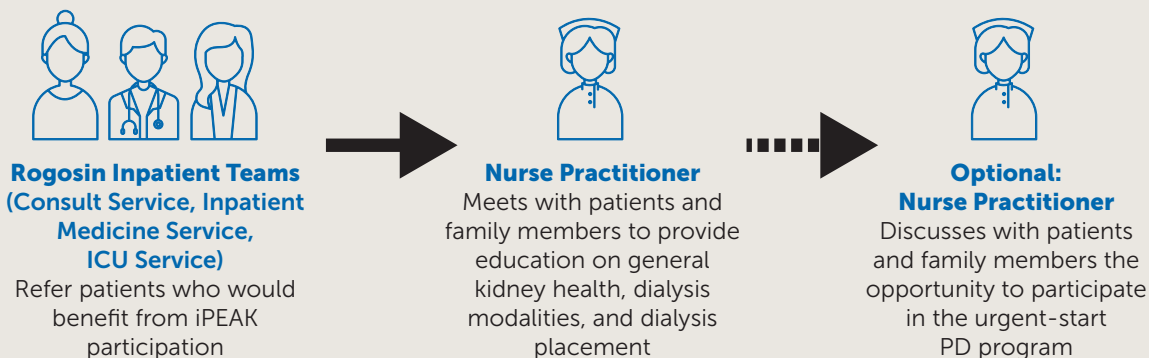 Rogosin Inpatient Teams
(Consult Service, Inpatient
Medicine Service,
ICU Service)
Refer patients who would
benefit from iPEAK
participation
Nurse Practitioner
Meets with patients and
family members to provide
education on general
kidney health, dialysis
modalities, and dialysis
placement
Optional:
Nurse Practitioner
Discusses with patients
and family members the
opportunity to participate
in the urgent-start
PD program